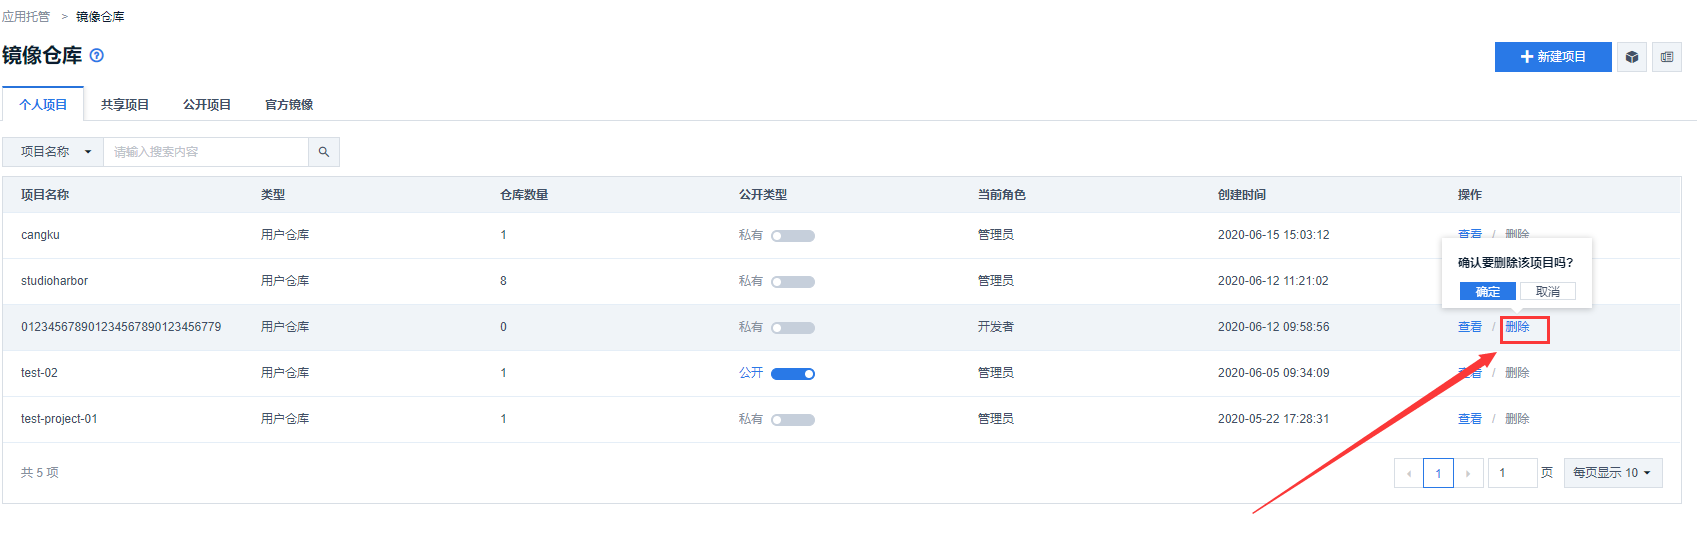 应用托管 > 镜像仓库
镜像仓库 ?
新建项目
个人项目 共享项目 公开项目 官方镜像
项目名称 请输入搜索内容
项目名称 类型 仓库数量 公开类型 当前角色 创建时间 操作
cangku 用户仓库 1 私有 管理员 2020-06-15 15:03:12 查看 / 删除
确认要删除该项目吗?
studioharbor 用户仓库 8 私有 管理员 2020-06-12 11:21:02
确定 取消
012345678901234567890123456779 用户仓库 0 私有 开发者 2020-06-12 09:58:56 查看 / 删除
test-02 用户仓库 1 公开 管理员 2020-06-05 09:34:09 查看 / 删除
test-project-01 用户仓库 1 私有 管理员 2020-05-22 17:28:31 查看 / 删除
共 5 项 1 1 页 每页显示 10